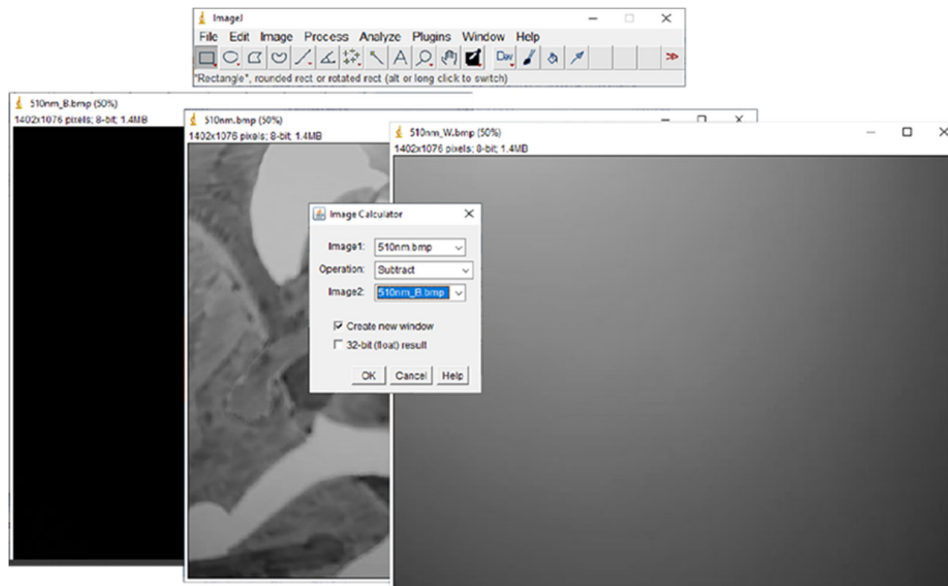 ImageJ
File Edit Image Process Analyze Plugins Window Help
Dev
"Rectangle", rounded rect or rotated rect (alt or long click to switch)
510nm_B.bmp (50%)
1402x1076 pixels; 8-bit; 1.4MB
510nm.bmp (50%)
1402x1076 pixels; 8-bit; 1.4MB
510nm_W.bmp (50%)
1402x1076 pixels; 8-bit; 1.4MB
Image Calculator
Image1: 510nm.bmp
Operation: Subtract
Image2: 510nm_B.bmp
Create new window
32-bit (float) result
OK Cancel Help